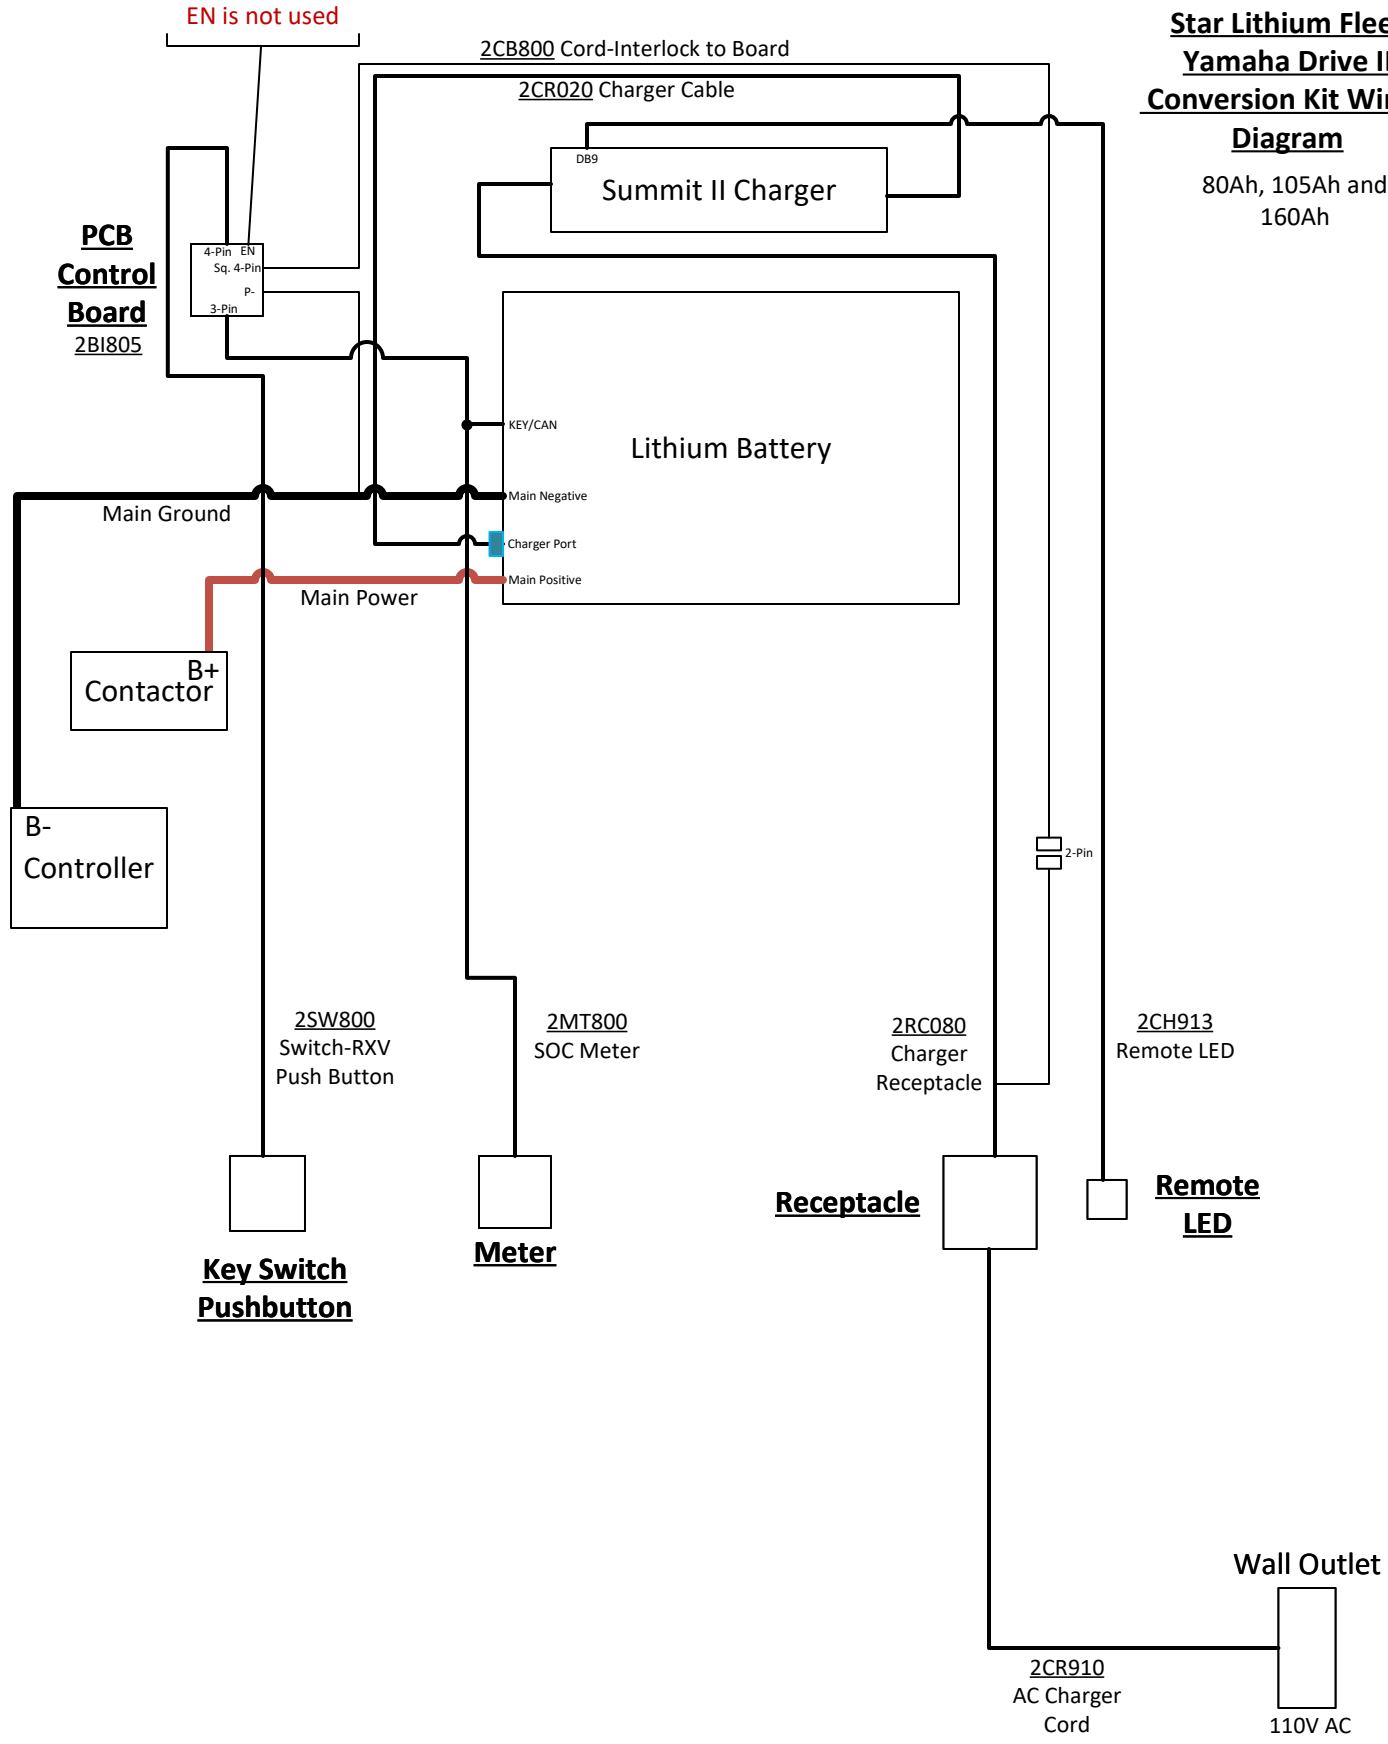 EN is not used
Star Lithium Flee
Yamaha Drive II
Conversion Kit Wir
Diagram
80Ah, 105Ah and
160Ah
2CB800 Cord-Interlock to Board
2CR020 Charger Cable
DB9
Summit II Charger
PCB
Control
Board
2BI805
4-Pin EN
Sq. 4-Pin
P-
3-Pin
KEY/CAN
Lithium Battery
Main Negative
Main Ground
Charger Port
Main Positive
Main Power
B+
Contactor
B-
Controller
2-Pin
2SW800
Switch-RXV
Push Button
2MT800
SOC Meter
2RC080
Charger
Receptacle
2CH913
Remote LED
Key Switch
Pushbutton
Meter
Receptacle
Remote
LED
Wall Outlet
2CR910
AC Charger
Cord
110V AC